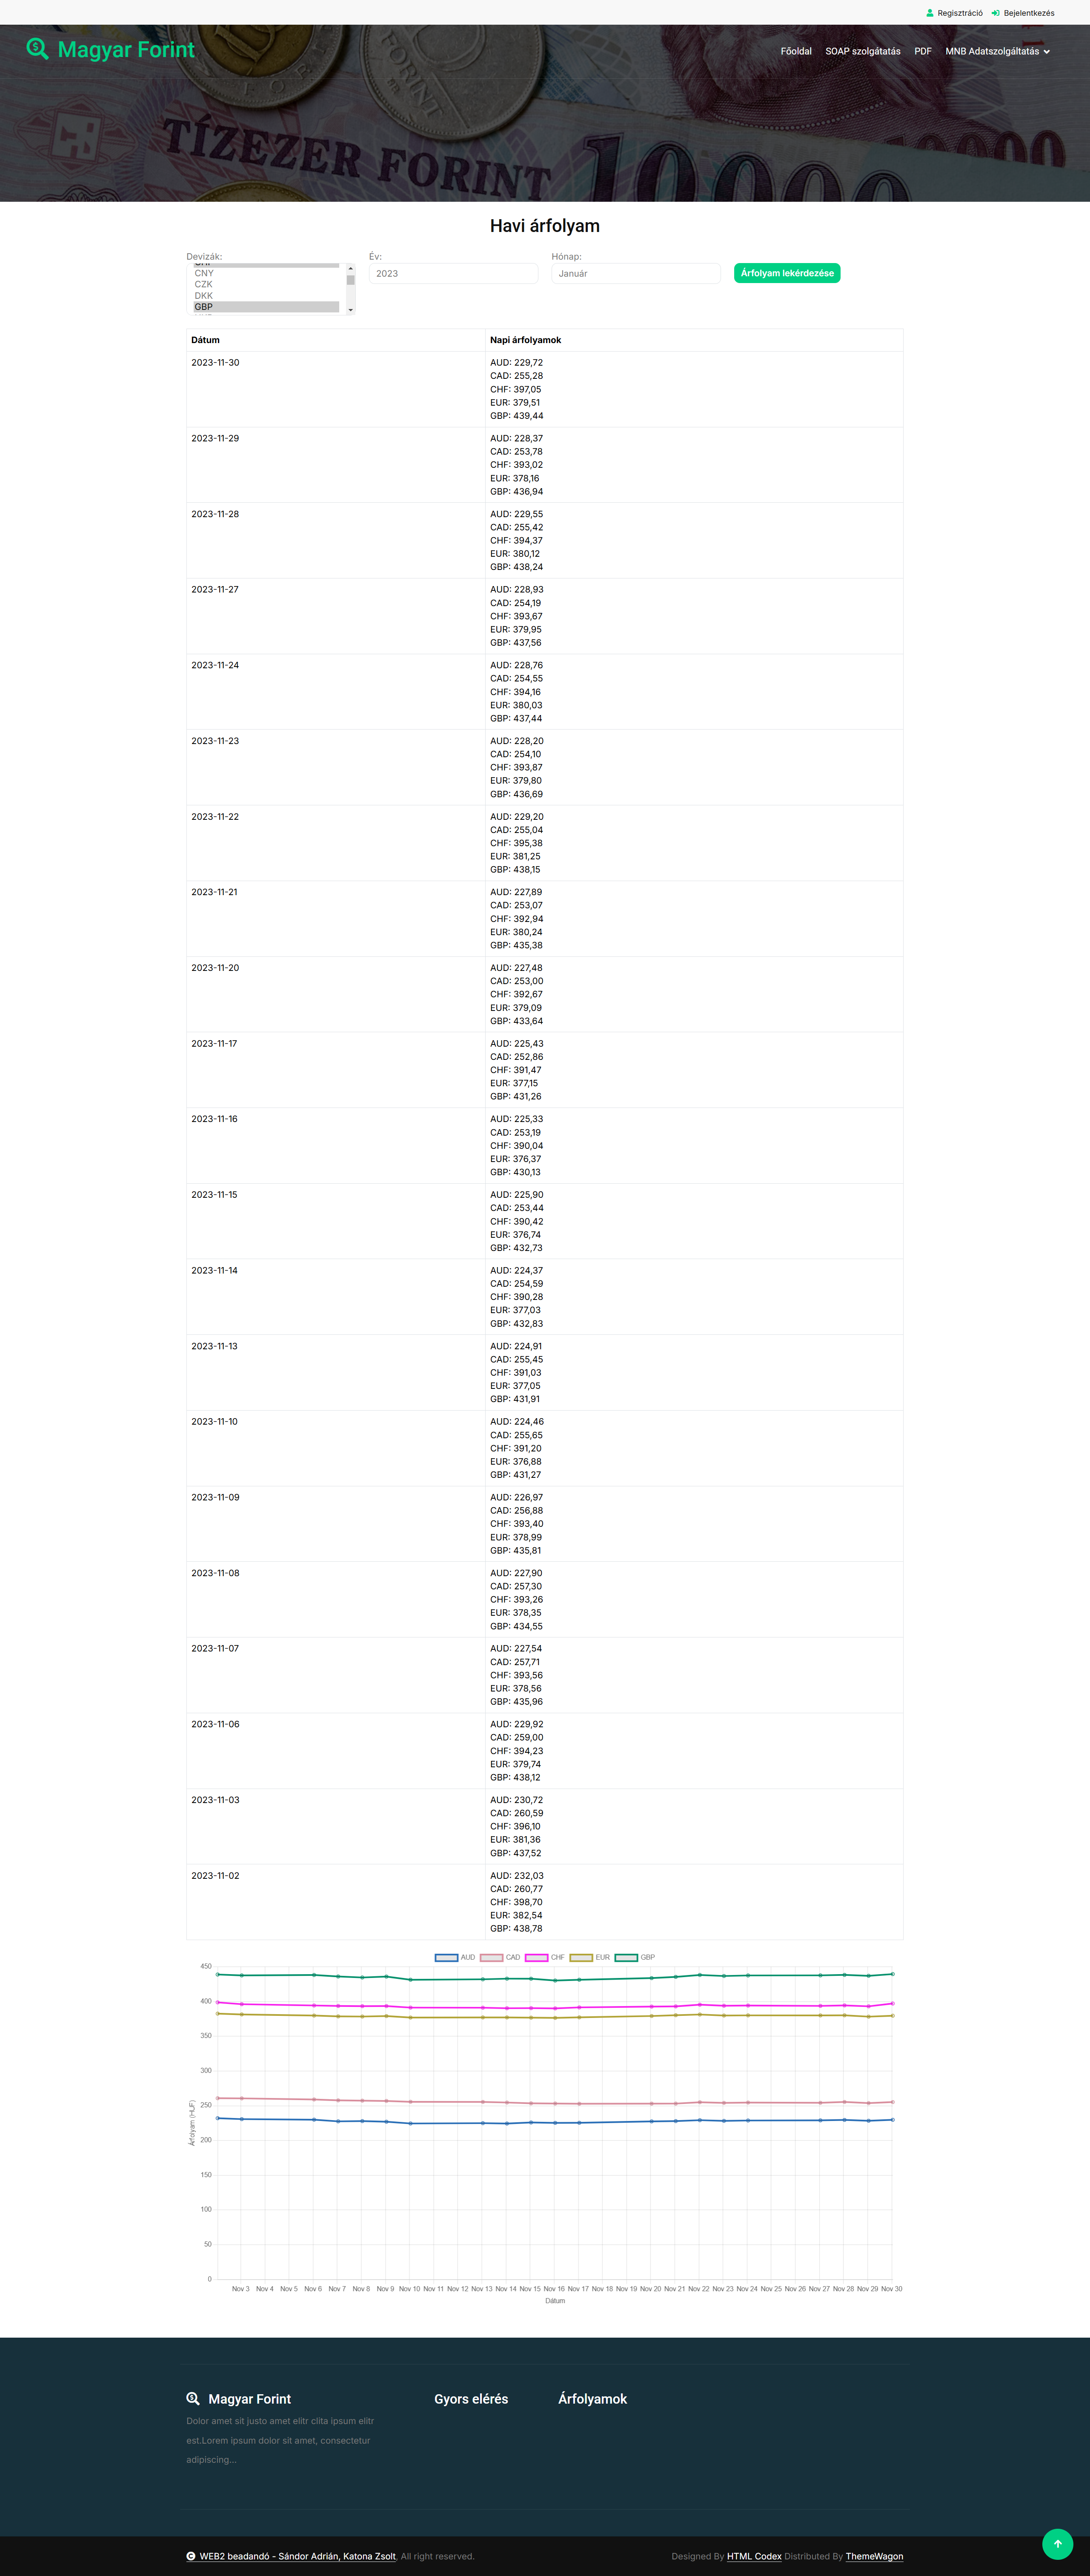 Regisztráció Bejelentkezés
Magyar Forint
Főoldal SOAP szolgátatás PDF MNB Adatszolgáltatás
TÍZEZER FORINT
Havi árfolyam
Devizák: Év: Hónap:
CNY
CZK
DKK
GBP
2023
Január
Árfolyam lekérdezése
Dátum Napi árfolyamok
2023-11-30 AUD: 229,72
CAD: 255,28
CHF: 397,05
EUR: 379,51
GBP: 439,44
2023-11-29 AUD: 228,37
CAD: 253,78
CHF: 393,02
EUR: 378,16
GBP: 436,94
2023-11-28 AUD: 229,55
CAD: 255,42
CHF: 394,37
EUR: 380,12
GBP: 438,24
2023-11-27 AUD: 228,93
CAD: 254,19
CHF: 393,67
EUR: 379,95
GBP: 437,56
2023-11-24 AUD: 228,76
CAD: 254,55
CHF: 394,16
EUR: 380,03
GBP: 437,44
2023-11-23 AUD: 228,20
CAD: 254,10
CHF: 393,87
EUR: 379,80
GBP: 436,69
2023-11-22 AUD: 229,20
CAD: 255,04
CHF: 395,38
EUR: 381,25
GBP: 438,15
2023-11-21 AUD: 227,89
CAD: 253,07
CHF: 392,94
EUR: 380,24
GBP: 435,38
2023-11-20 AUD: 227,48
CAD: 253,00
CHF: 392,67
EUR: 379,09
GBP: 433,64
2023-11-17 AUD: 225,43
CAD: 252,86
CHF: 391,47
EUR: 377,15
GBP: 431,26
2023-11-16 AUD: 225,33
CAD: 253,19
CHF: 390,04
EUR: 376,37
GBP: 430,13
2023-11-15 AUD: 225,90
CAD: 253,44
CHF: 390,42
EUR: 376,74
GBP: 432,73
2023-11-14 AUD: 224,37
CAD: 254,59
CHF: 390,28
EUR: 377,03
GBP: 432,83
2023-11-13 AUD: 224,91
CAD: 255,45
CHF: 391,03
EUR: 377,05
GBP: 431,91
2023-11-10 AUD: 224,46
CAD: 255,65
CHF: 391,20
EUR: 376,88
GBP: 431,27
2023-11-09 AUD: 226,97
CAD: 256,88
CHF: 393,40
EUR: 378,99
GBP: 435,81
2023-11-08 AUD: 227,90
CAD: 257,30
CHF: 393,26
EUR: 378,35
GBP: 434,55
2023-11-07 AUD: 227,54
CAD: 257,71
CHF: 393,56
EUR: 378,56
GBP: 435,96
2023-11-06 AUD: 229,92
CAD: 259,00
CHF: 394,23
EUR: 379,74
GBP: 438,12
2023-11-03 AUD: 230,72
CAD: 260,59
CHF: 396,10
EUR: 381,36
GBP: 437,52
2023-11-02 AUD: 232,03
CAD: 260,77
CHF: 398,70
EUR: 382,54
GBP: 438,78
AUD CAD CHF EUR GBP
450
400
350
300
250
200
150
100
50
0
Árfolyam (HUF)
Nov 3 Nov 4 Nov 5 Nov 6 Nov 7 Nov 8 Nov 9 Nov 10 Nov 11 Nov 12 Nov 13 Nov 14 Nov 15 Nov 16 Nov 17 Nov 18 Nov 19 Nov 20 Nov 21 Nov 22 Nov 23 Nov 24 Nov 25 Nov 26 Nov 27 Nov 28 Nov 29 Nov 30
Dátum
Magyar Forint
Dolor amet sit justo amet elitr clita ipsum elitr
est.Lorem ipsum dolor sit amet, consectetur
adipiscing...
Gyors elérés
Árfolyamok
WEB2 beadandó - Sándor Adrián, Katona Zsolt, All right reserved.
Designed By HTML Codex Distributed By ThemeWagon